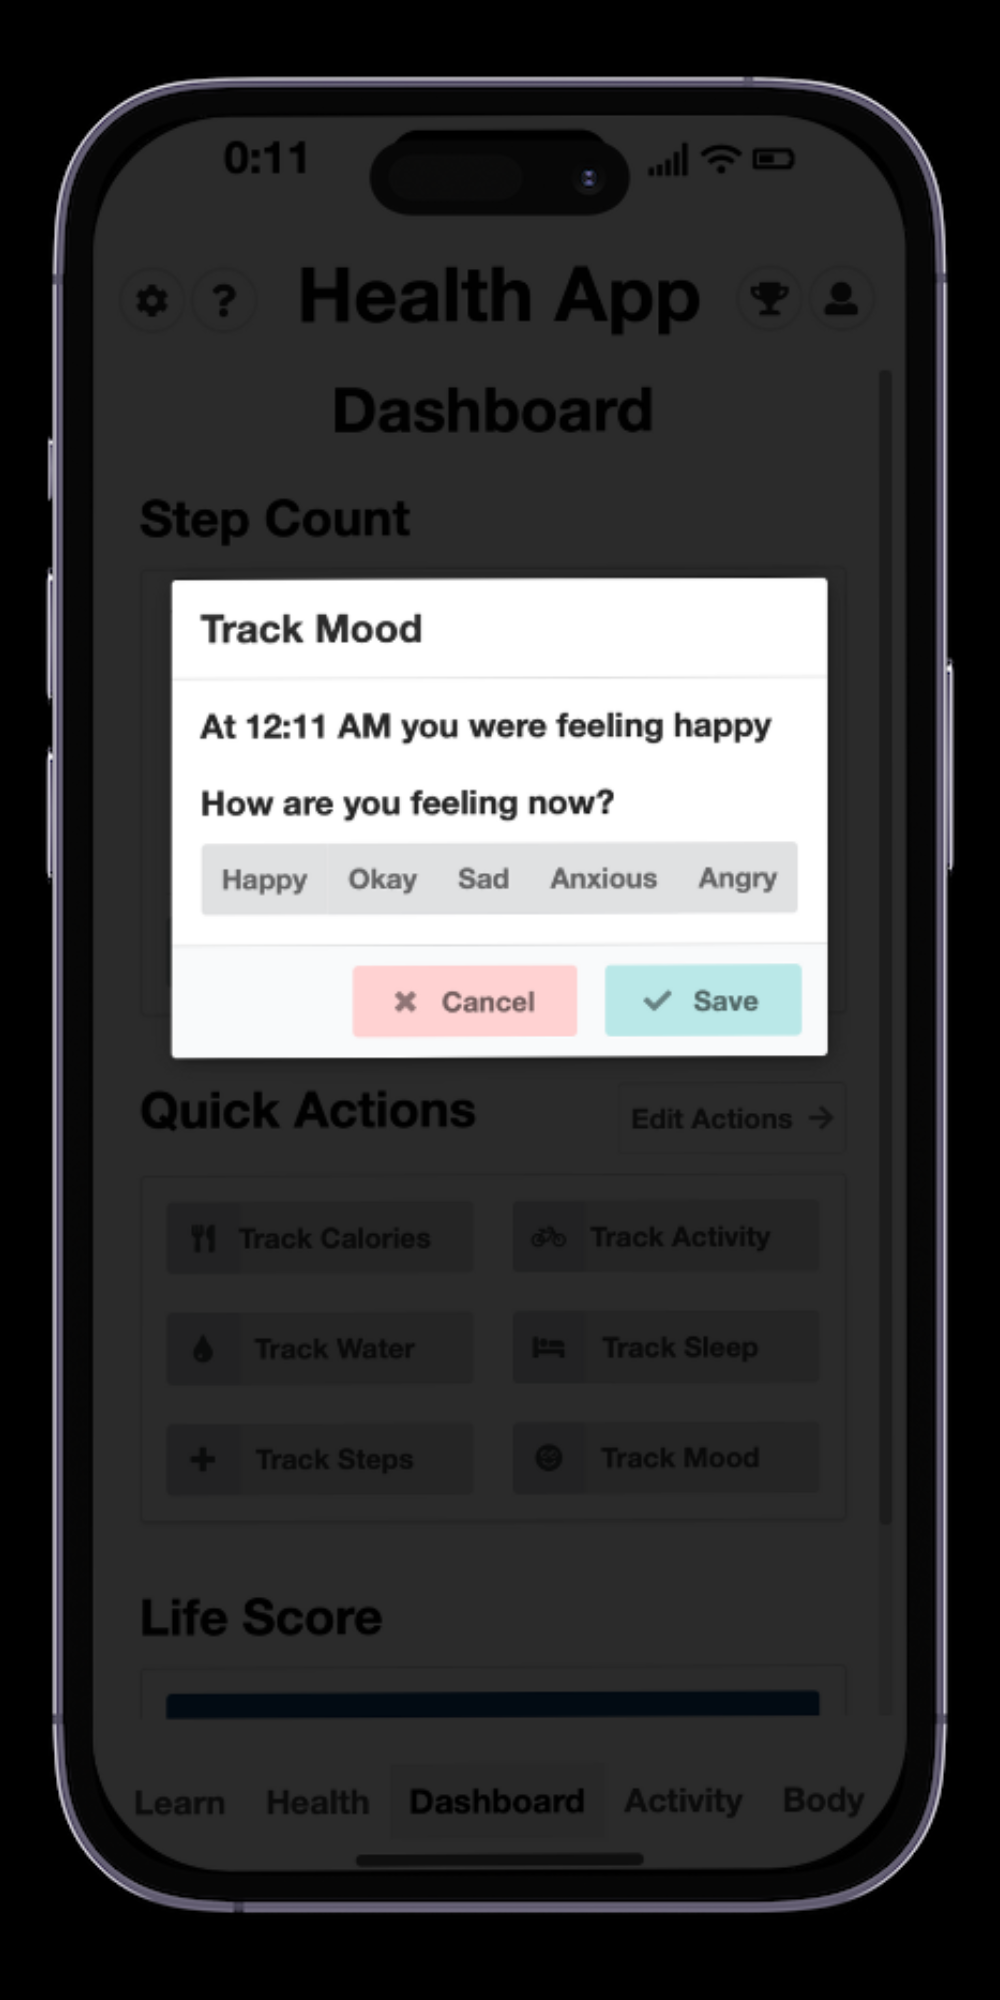 0:11
Health App
Dashboard
Step Count
Track Mood
At 12:11 AM you were feeling happy
How are you feeling now?
Happy Okay Sad Anxious Angry
Cancel Save
Quick Actions Edit Actions
Track Calories Track Activity
Track Water Track Sleep
Track Steps Track Mood
Life Score
Learn Health Dashboard Activity Body